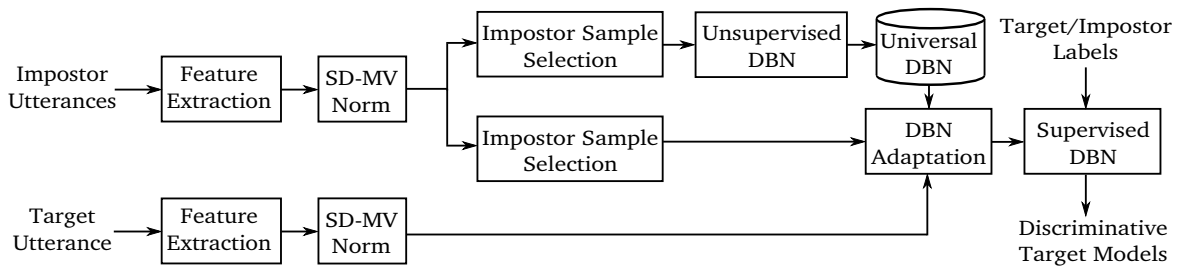 Impostor
Utterances
Feature
Extraction
SD-MV
Norm
Impostor Sample
Selection
Unsupervised
DBN
Universal
DBN
Target/Impostor
Labels
Impostor Sample
Selection
DBN
Adaptation
Supervised
DBN
Target
Utterance
Feature
Extraction
SD-MV
Norm
Discriminative
Target Models